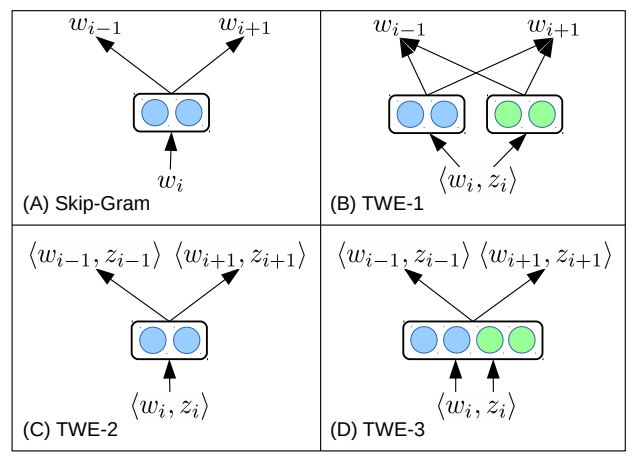 w_{i−1} w_{i+1}
w_i
(A) Skip-Gram
w_{i−1} w_{i+1}
⟨w_i, z_i⟩
(B) TWE-1
⟨w_{i−1}, z_{i−1}⟩ ⟨w_{i+1}, z_{i+1}⟩
⟨w_i, z_i⟩
(C) TWE-2
⟨w_{i−1}, z_{i−1}⟩ ⟨w_{i+1}, z_{i+1}⟩
⟨w_i, z_i⟩
(D) TWE-3